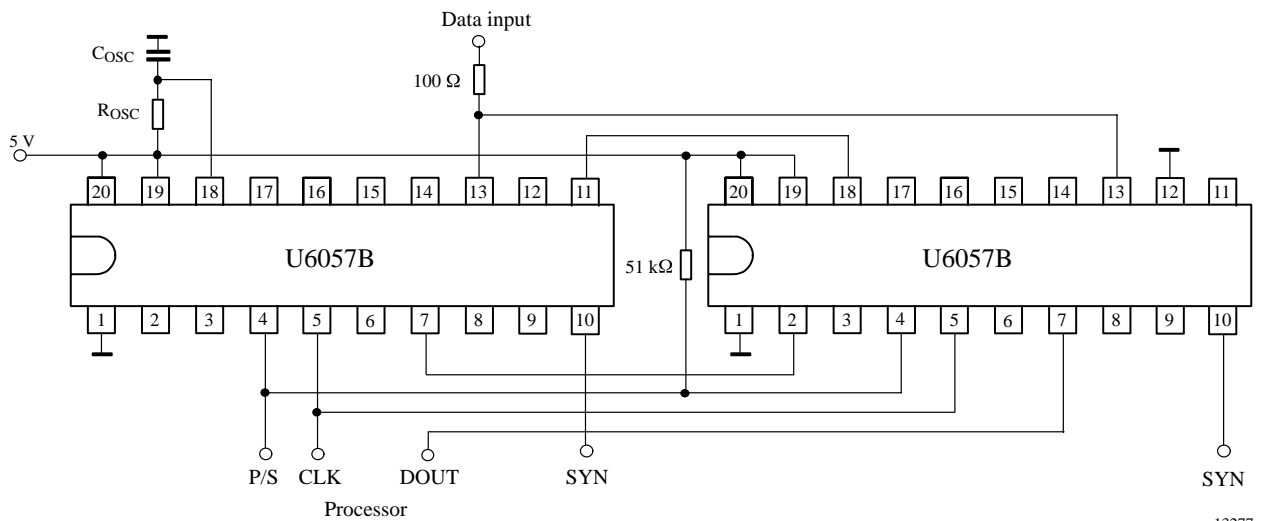 Data input
C_OSC
100 Ω
R_OSC
5 V
20 19 18 17 16 15 14 13 12 11
20 19 18 17 16 15 14 13 12 11
U6057B
51 kΩ
U6057B
1 2 3 4 5 6 7 8 9 10
1 2 3 4 5 6 7 8 9 10
P/S CLK DOUT SYN
SYN
Processor